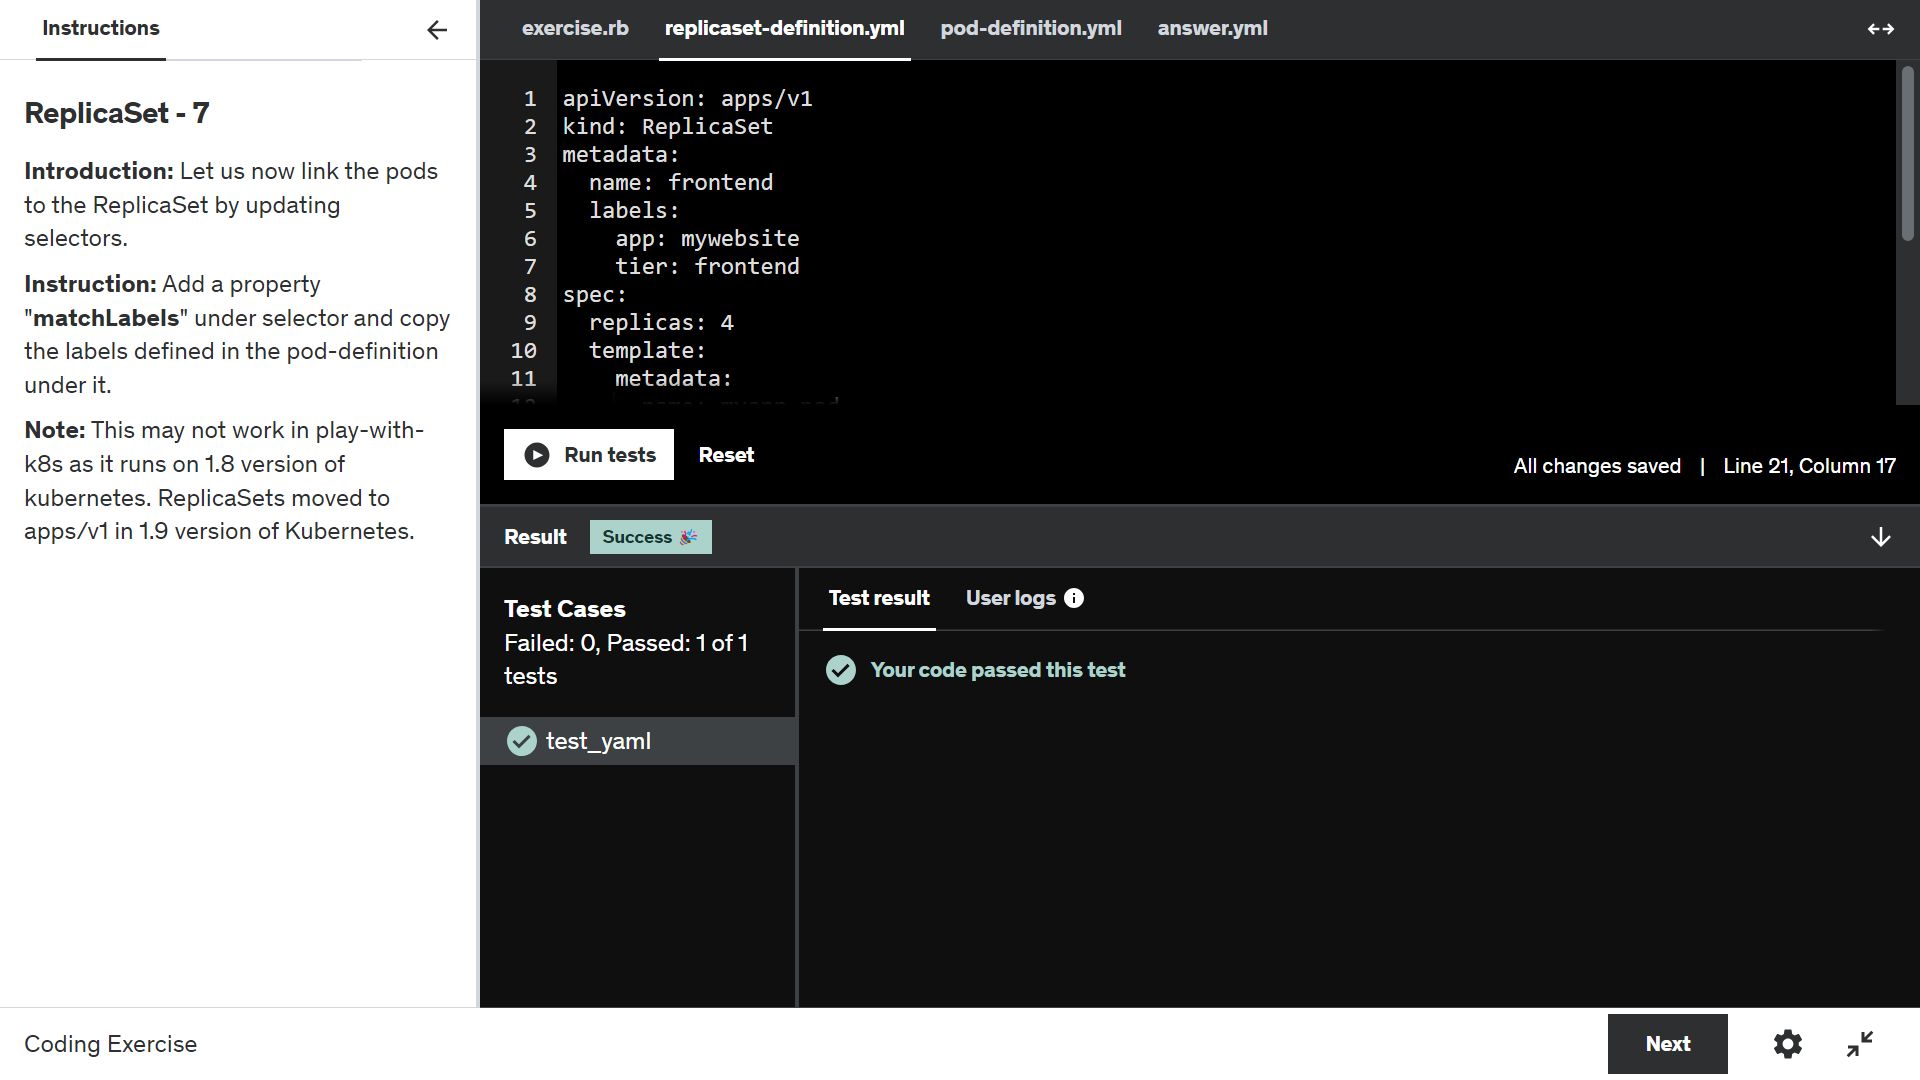 Instructions
ReplicaSet - 7
Introduction: Let us now link the pods
to the ReplicaSet by updating
selectors.
Instruction: Add a property
"matchLabels" under selector and copy
the labels defined in the pod-definition
under it.
Note: This may not work in play-with-
k8s as it runs on 1.8 version of
kubernetes. ReplicaSets moved to
apps/v1 in 1.9 version of Kubernetes.
exercise.rb replicaset-definition.yml pod-definition.yml answer.yml
1 apiVersion: apps/v1
2 kind: ReplicaSet
3 metadata:
4 name: frontend
5 labels:
6 app: mywebsite
7 tier: frontend
8 spec:
9 replicas: 4
10 template:
11 metadata:
Run tests Reset
All changes saved | Line 21, Column 17
Result Success
Test Cases
Failed: 0, Passed: 1 of 1
tests
test_yaml
Test result User logs
Your code passed this test
Coding Exercise
Next